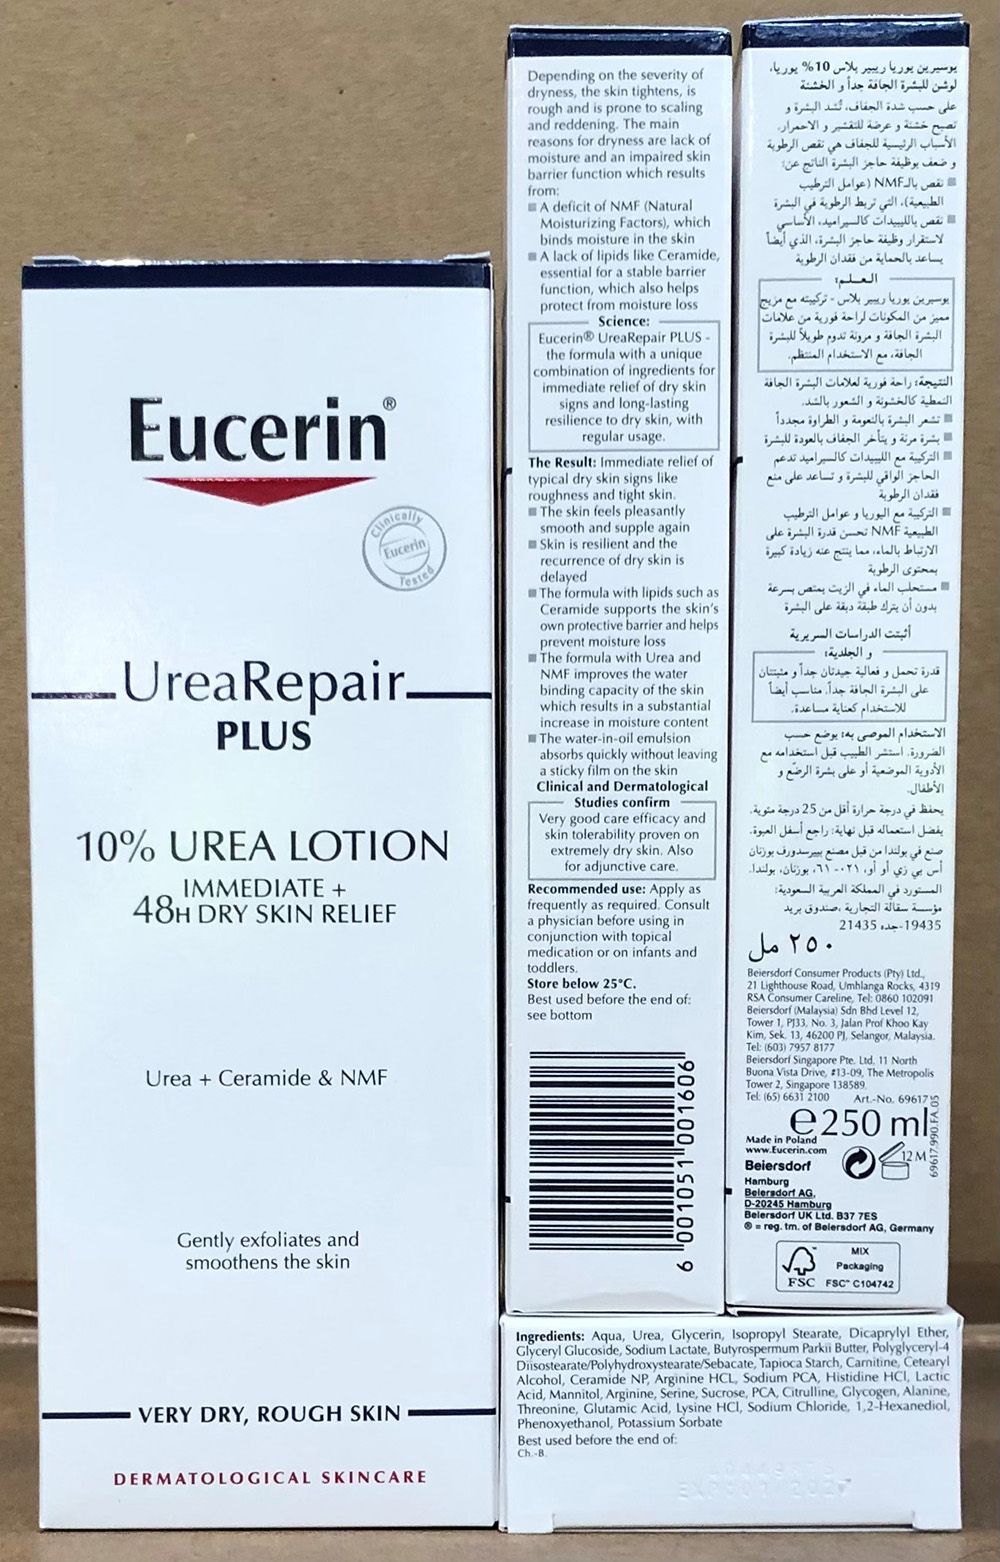 Eucerin®
Clinically
Eucerin
Tested
UreaRepair
PLUS
10% UREA LOTION
IMMEDIATE +
48H DRY SKIN RELIEF
Urea + Ceramide & NMF
Gently exfoliates and
smoothens the skin
VERY DRY, ROUGH SKIN
DERMATOLOGICAL SKINCARE
Depending on the severity of
dryness, the skin tightens, is
rough and is prone to scaling
and reddening. The main
reasons for dryness are lack of
moisture and an impaired skin
barrier function which results
from:
■ A deficit of NMF (Natural
Moisturizing Factors), which
binds moisture in the skin
■ A lack of lipids like Ceramide,
essential for a stable barrier
function, which also helps
protect from moisture loss
Science:
Eucerin® UreaRepair PLUS -
the formula with a unique
combination of ingredients for
immediate relief of dry skin
signs and long-lasting
resilience to dry skin, with
regular usage.
The Result: Immediate relief of
typical dry skin signs like
roughness and tight skin.
■ The skin feels pleasantly
smooth and supple again
■ Skin is resilient and the
recurrence of dry skin is
delayed
■ The formula with lipids such as
Ceramide supports the skin's
own protective barrier and helps
prevent moisture loss
■ The formula with Urea and
NMF improves the water
binding capacity of the skin
which results in a substantial
increase in moisture content
■ The water-in-oil emulsion
absorbs quickly without leaving
a sticky film on the skin
Clinical and Dermatological
Studies confirm
Very good care efficacy and
skin tolerability proven on
extremely dry skin. Also
for adjunctive care.
Recommended use: Apply as
frequently as required. Consult
a physician before using in
conjunction with topical
medication or on infants and
toddlers.
Store below 25°C.
Best used before the end of:
see bottom
6 001051 001606
يوسيرين يوريا ريبير بلاس 10% يوريا،
لوشن للبشرة الجافة جداً و الخشنة
على حسب شدة الجفاف، تُشد البشرة و
تصبح خشنة و عرضة للتقشير و الاحمرار.
الأسباب الرئيسية للجفاف هي نقص الرطوبة
و ضعف بوظيفة حاجز البشرة الناتج عن:
■ نقص بالـNMF (عوامل الترطيب
الطبيعية)، التي تربط الرطوبة في البشرة
■ نقص بالليبيدات كالسيراميد، الأساسي
لاستقرار وظيفة حاجز البشرة، الذي أيضاً
يساعد بالحماية من فقدان الرطوبة
العلم:
يوسيرين يوريا ريبير بلاس - تركيبته مع مزيج
مميز من المكونات لراحة فورية من علامات
البشرة الجافة و مرونة تدوم طويلاً للبشرة
الجافة، مع الاستخدام المنتظم.
النتيجة: راحة فورية لعلامات البشرة الجافة
النمطية كالخشونة و الشعور بالشد.
■ تشعر البشرة بالنعومة و الطراوة مجدداً
■ بشرة مرنة و يتأخر الجفاف بالعودة للبشرة
■ التركيبة مع الليبيدات كالسيراميد تدعم
الحاجز الواقي للبشرة و تساعد على منع
فقدان الرطوبة
■ التركيبة مع اليوريا و عوامل الترطيب
الطبيعية NMF تحسن قدرة البشرة على
الارتباط بالماء، مما ينتج عنه زيادة كبيرة
بمحتوى الرطوبة
■ مستحلب الماء في الزيت يمتص بسرعة
بدون أن يترك طبقة دبقة على البشرة
أثبتت الدراسات السريرية
و الجلدية:
قدرة تحمل و فعالية جيدتان جداً و مثبتتان
على البشرة الجافة جداً. مناسب أيضاً
للاستخدام كعناية مساعدة.
الاستخدام الموصى به: يوضع حسب
الضرورة. استشر الطبيب قبل استخدامه مع
الأدوية الموضعية أو على بشرة الرضّع و
الأطفال.
يحفظ في درجة حرارة أقل من 25 درجة مئوية.
يفضل استعماله قبل نهاية: راجع أسفل العبوة.
صنع في بولندا من قبل مصنع بييرسدورف بوزنان
أس بي زي أو أو، ٠٢١-٦١، بوزنان، بولندا.
المستورد في المملكة العربية السعودية:
مؤسسة سقالة التجارية ،صندوق بريد
19435-جده 21435
٢٥٠ مل
Beiersdorf Consumer Products (Pty) Ltd.,
21 Lighthouse Road, Umhlanga Rocks, 4319
RSA Consumer Careline, Tel: 0860 102091
Beiersdorf (Malaysia) Sdn Bhd Level 12,
Tower 1, PJ33, No. 3, Jalan Prof Khoo Kay
Kim, Sek. 13, 46200 PJ, Selangor, Malaysia.
Tel: (603) 7957 8177
Beiersdorf Singapore Pte. Ltd, 11 North
Buona Vista Drive, #13-09, The Metropolis
Tower 2, Singapore 138589.
Tel: (65) 6631 2100 Art.-No. 69617
℮250 ml
69617.990.FA.05
Made in Poland
www.Eucerin.com
12 M
Beiersdorf
Hamburg
Beiersdorf AG,
D-20245 Hamburg
Beiersdorf UK Ltd. B37 7ES
® = reg. tm. of Beiersdorf AG, Germany
FSC™
MIX
Packaging
FSC™ C104742
Ingredients: Aqua, Urea, Glycerin, Isopropyl Stearate, Dicaprylyl Ether,
Glyceryl Glucoside, Sodium Lactate, Butyrospermum Parkii Butter, Polyglyceryl-4
Diisostearate/Polyhydroxystearate/Sebacate, Tapioca Starch, Carnitine, Cetearyl
Alcohol, Ceramide NP, Arginine HCL, Sodium PCA, Histidine HCl, Lactic
Acid, Mannitol, Arginine, Serine, Sucrose, PCA, Citrulline, Glycogen, Alanine,
Threonine, Glutamic Acid, Lysine HCl, Sodium Chloride, 1,2-Hexanediol,
Phenoxyethanol, Potassium Sorbate
Best used before the end of:
Ch.-B.